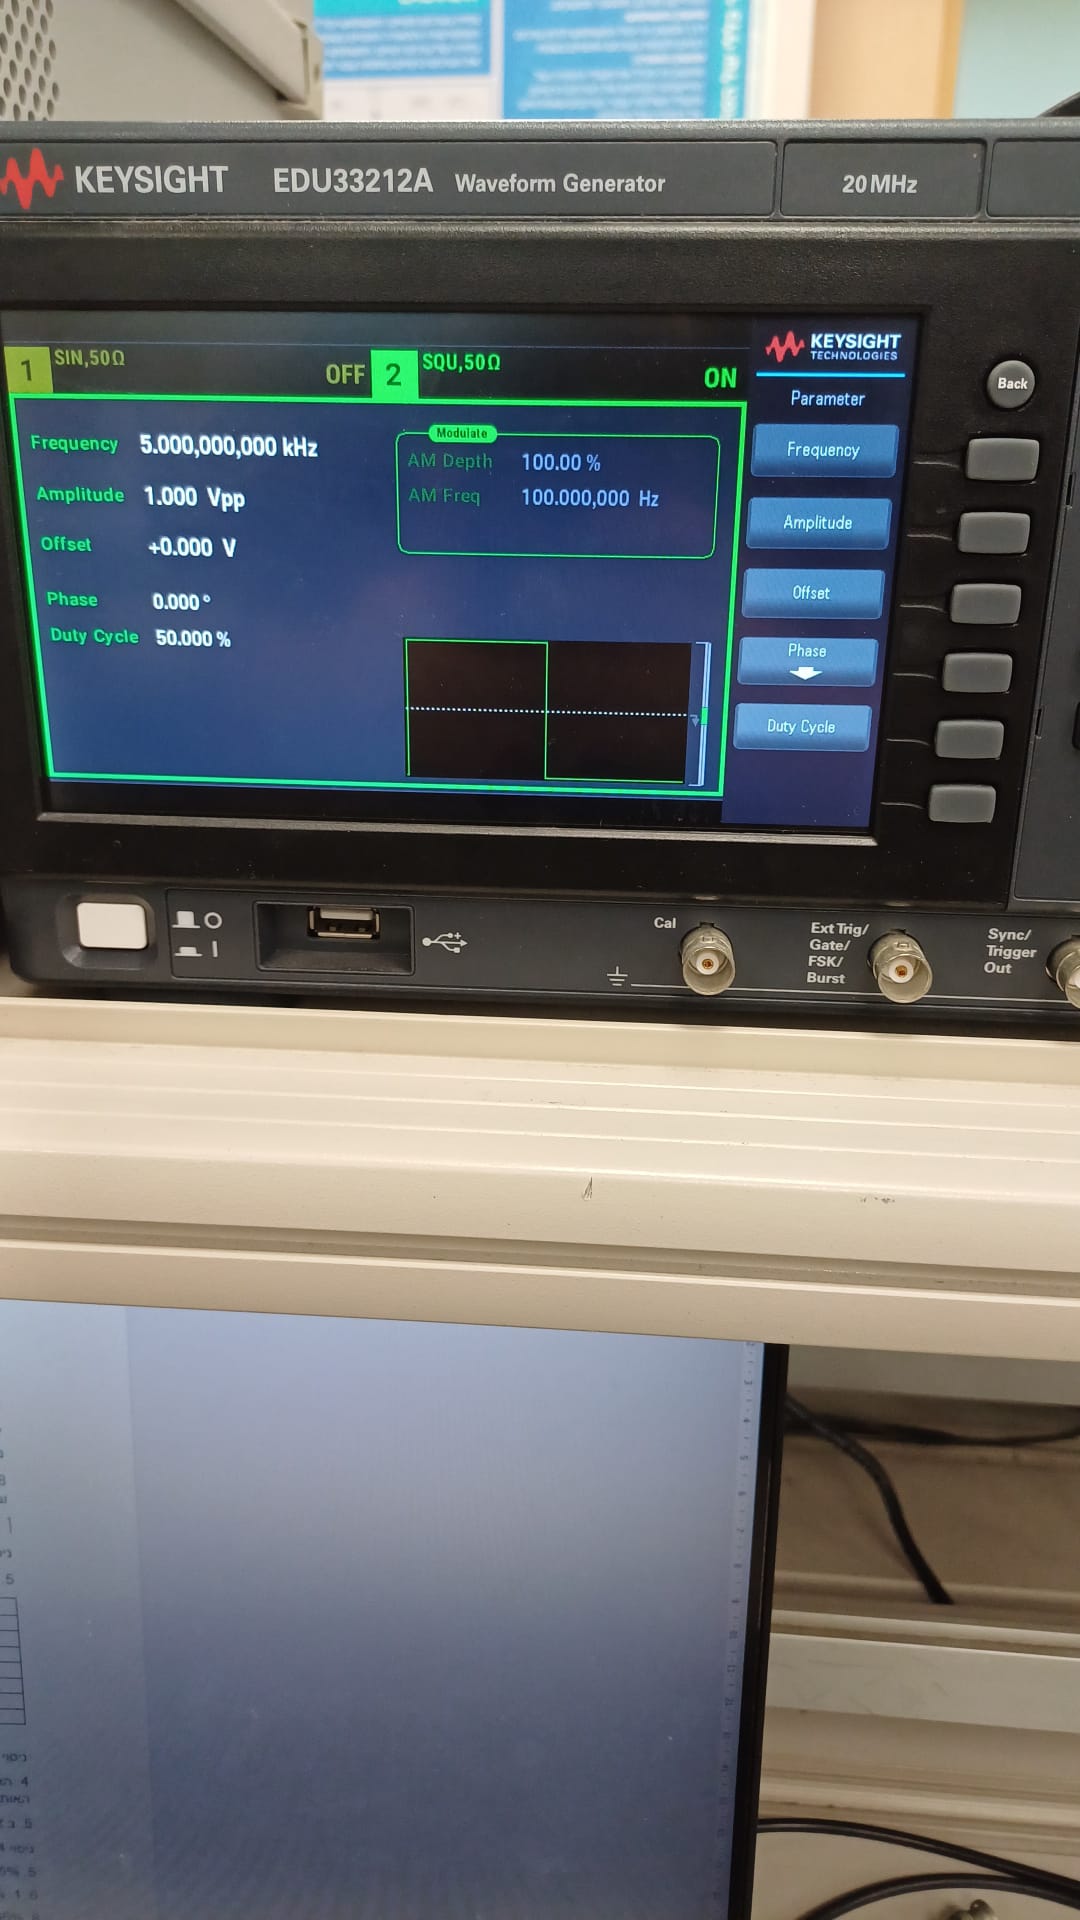 KEYSIGHT EDU33212A Waveform Generator 20 MHz
1 SIN,50Ω OFF 2 SQU,50Ω ON
KEYSIGHT
TECHNOLOGIES
Parameter
Frequency 5.000,000,000 kHz
Amplitude 1.000 Vpp
Offset +0.000 V
Phase 0.000 °
Duty Cycle 50.000 %
Modulate
AM Depth 100.00 %
AM Freq 100.000,000 Hz
Frequency
Amplitude
Offset
Phase
Duty Cycle
Back
Cal
Ext Trig/
Gate/
FSK/
Burst
Sync/
Trigger
Out